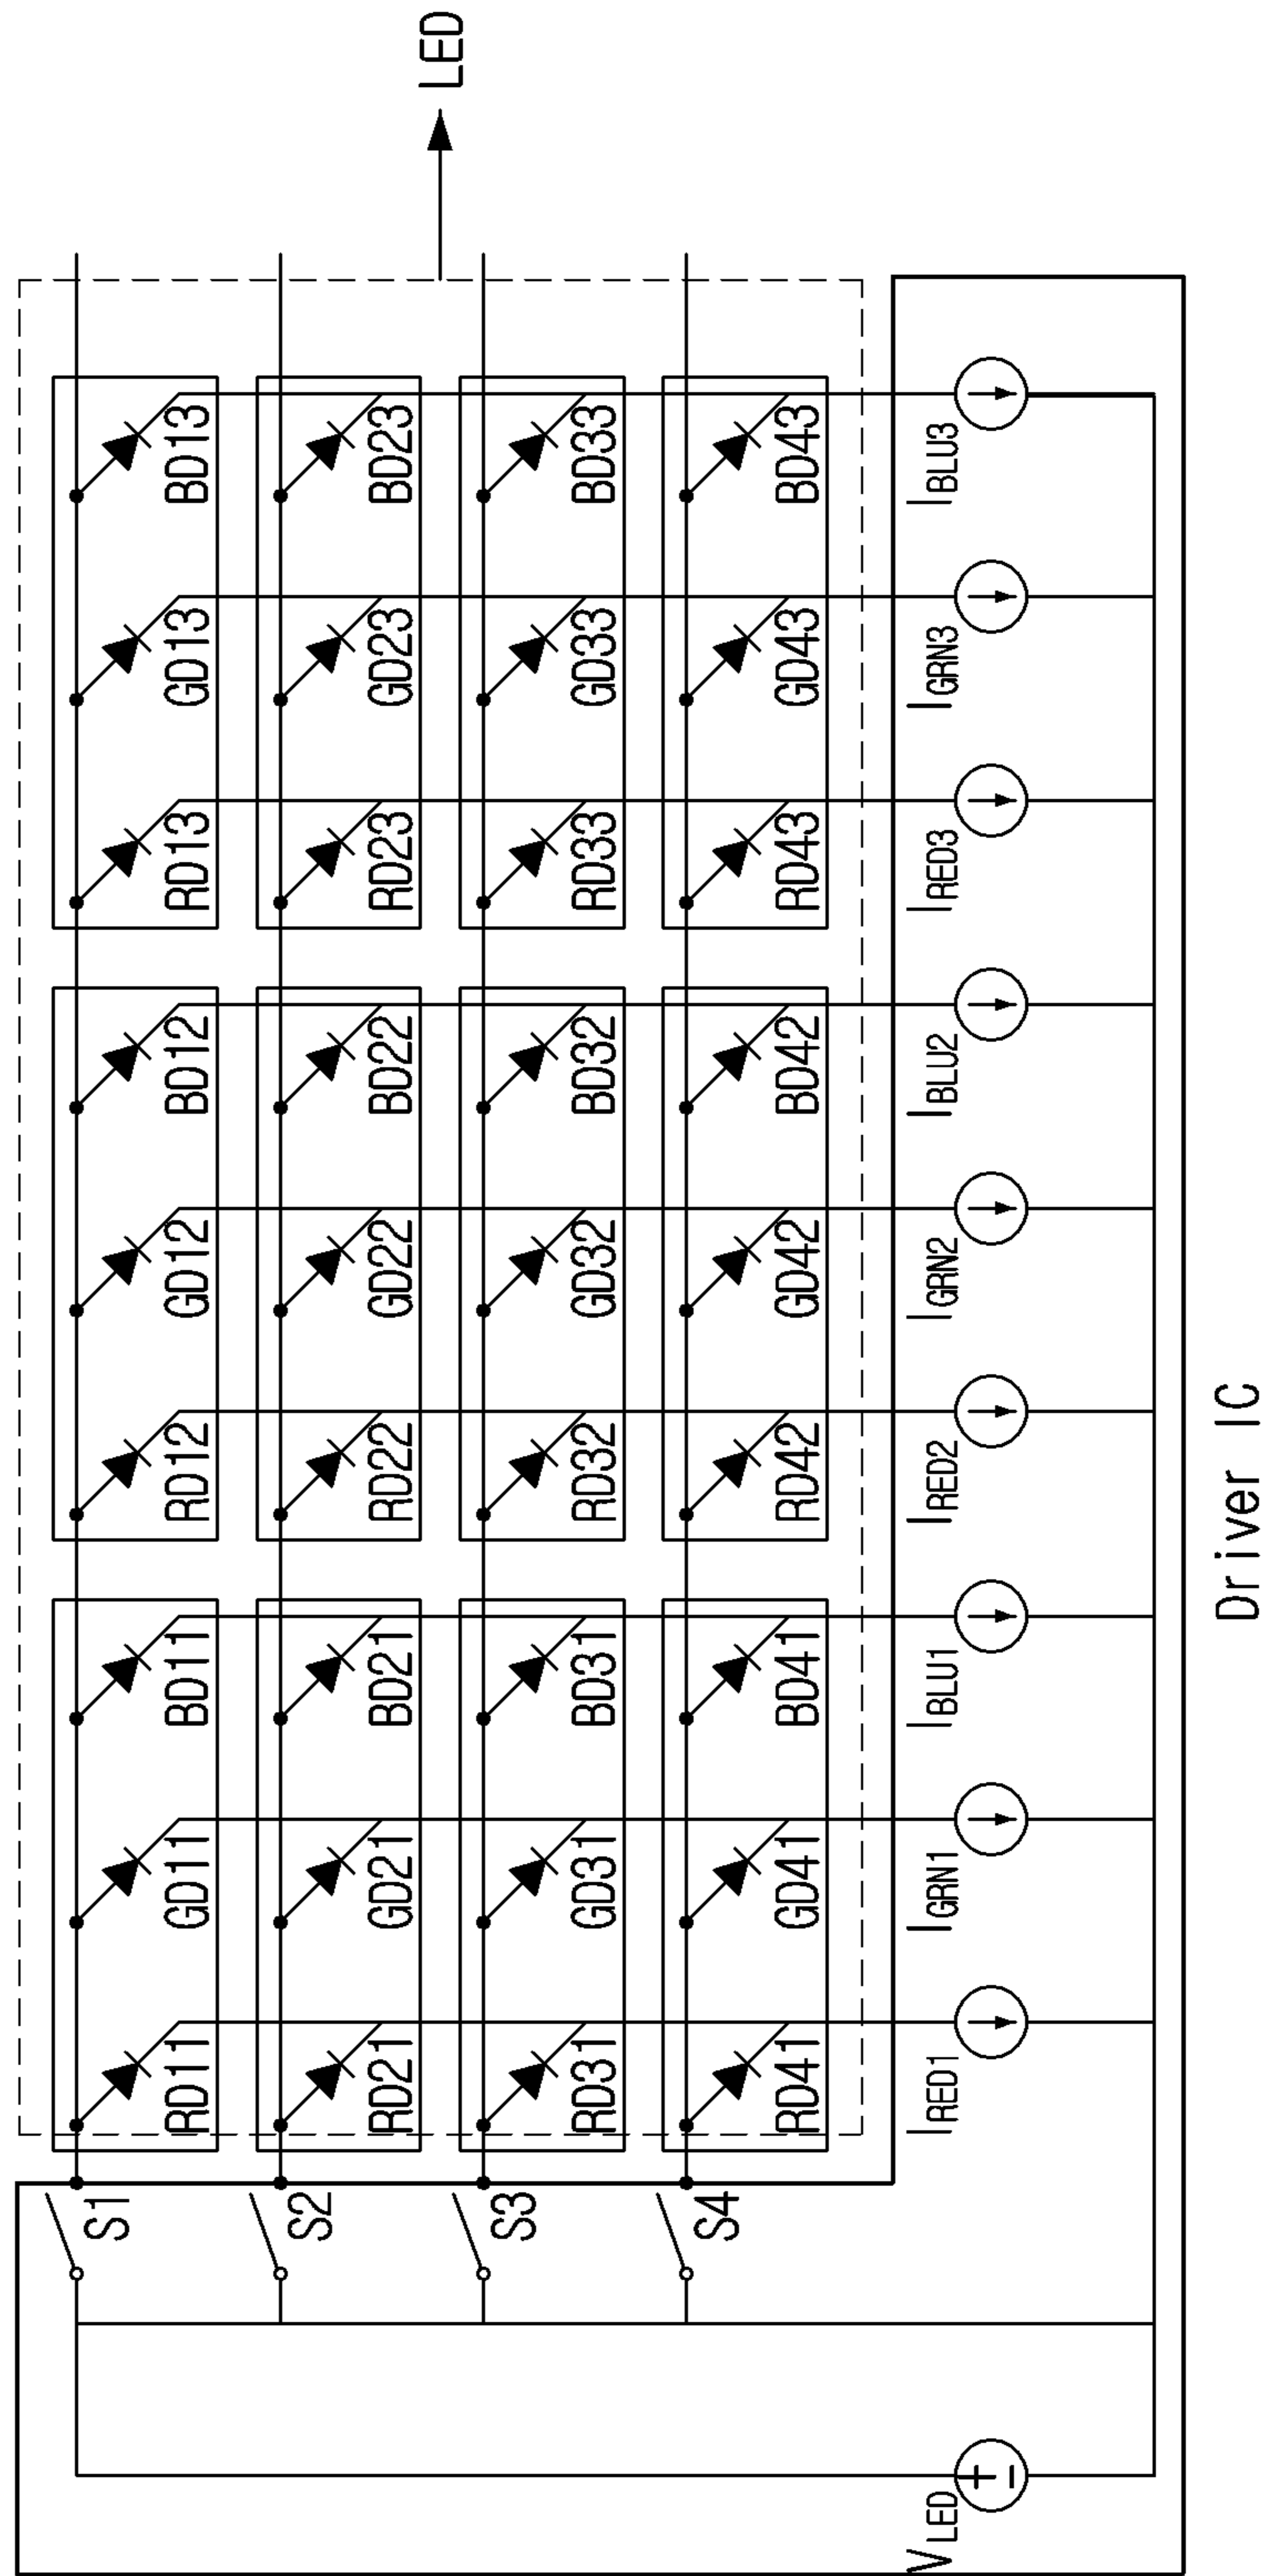 LED
S1
RD11 GD11 BD11 RD12 GD12 BD12 RD13 GD13 BD13
S2
RD21 GD21 BD21 RD22 GD22 BD22 RD23 GD23 BD23
S3
RD31 GD31 BD31 RD32 GD32 BD32 RD33 GD33 BD33
S4
RD41 GD41 BD41 RD42 GD42 BD42 RD43 GD43 BD43
VLED IRED1 IGRN1 IBLU1 IRED2 IGRN2 IBLU2 IRED3 IGRN3 IBLU3
+
-
Driver IC